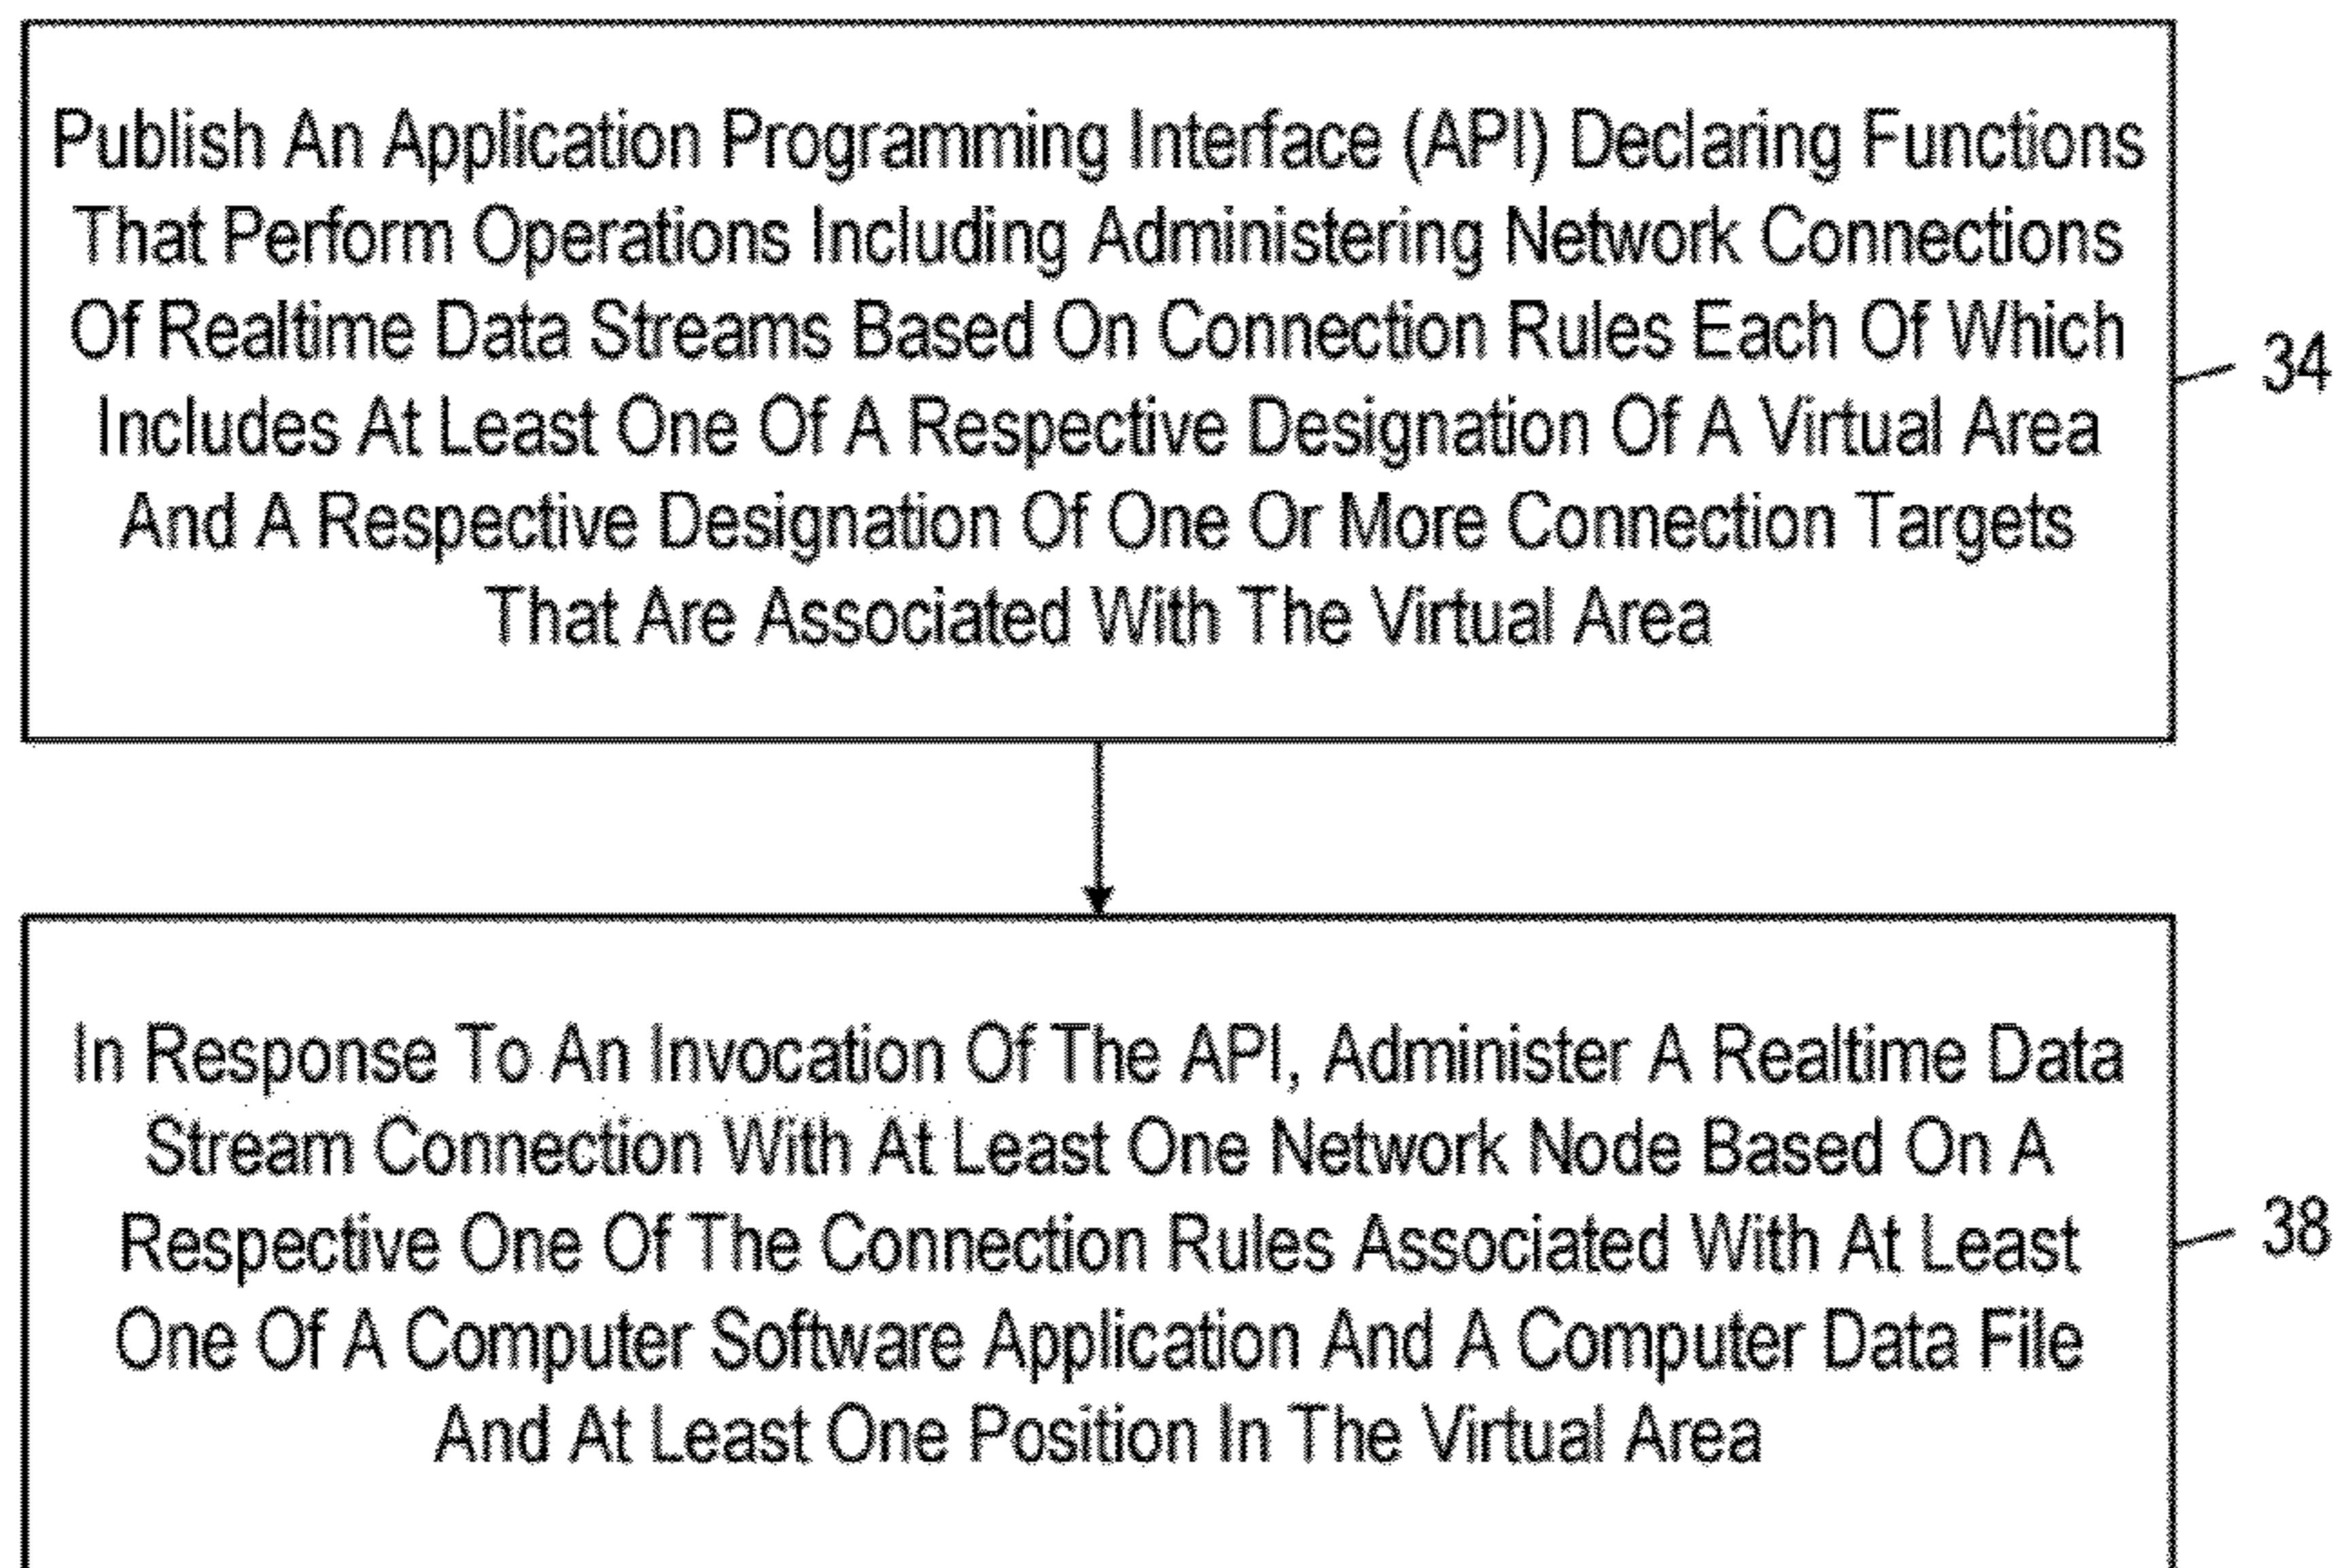 Publish An Application Programming Interface (API) Declaring Functions
That Perform Operations Including Administering Network Connections
Of Realtime Data Streams Based On Connection Rules Each Of Which
Includes At Least One Of A Respective Designation Of A Virtual Area
And A Respective Designation Of One Or More Connection Targets
That Are Associated With The Virtual Area
34
In Response To An Invocation Of The API, Administer A Realtime Data
Stream Connection With At Least One Network Node Based On A
Respective One Of The Connection Rules Associated With At Least
One Of A Computer Software Application And A Computer Data File
And At Least One Position In The Virtual Area
38